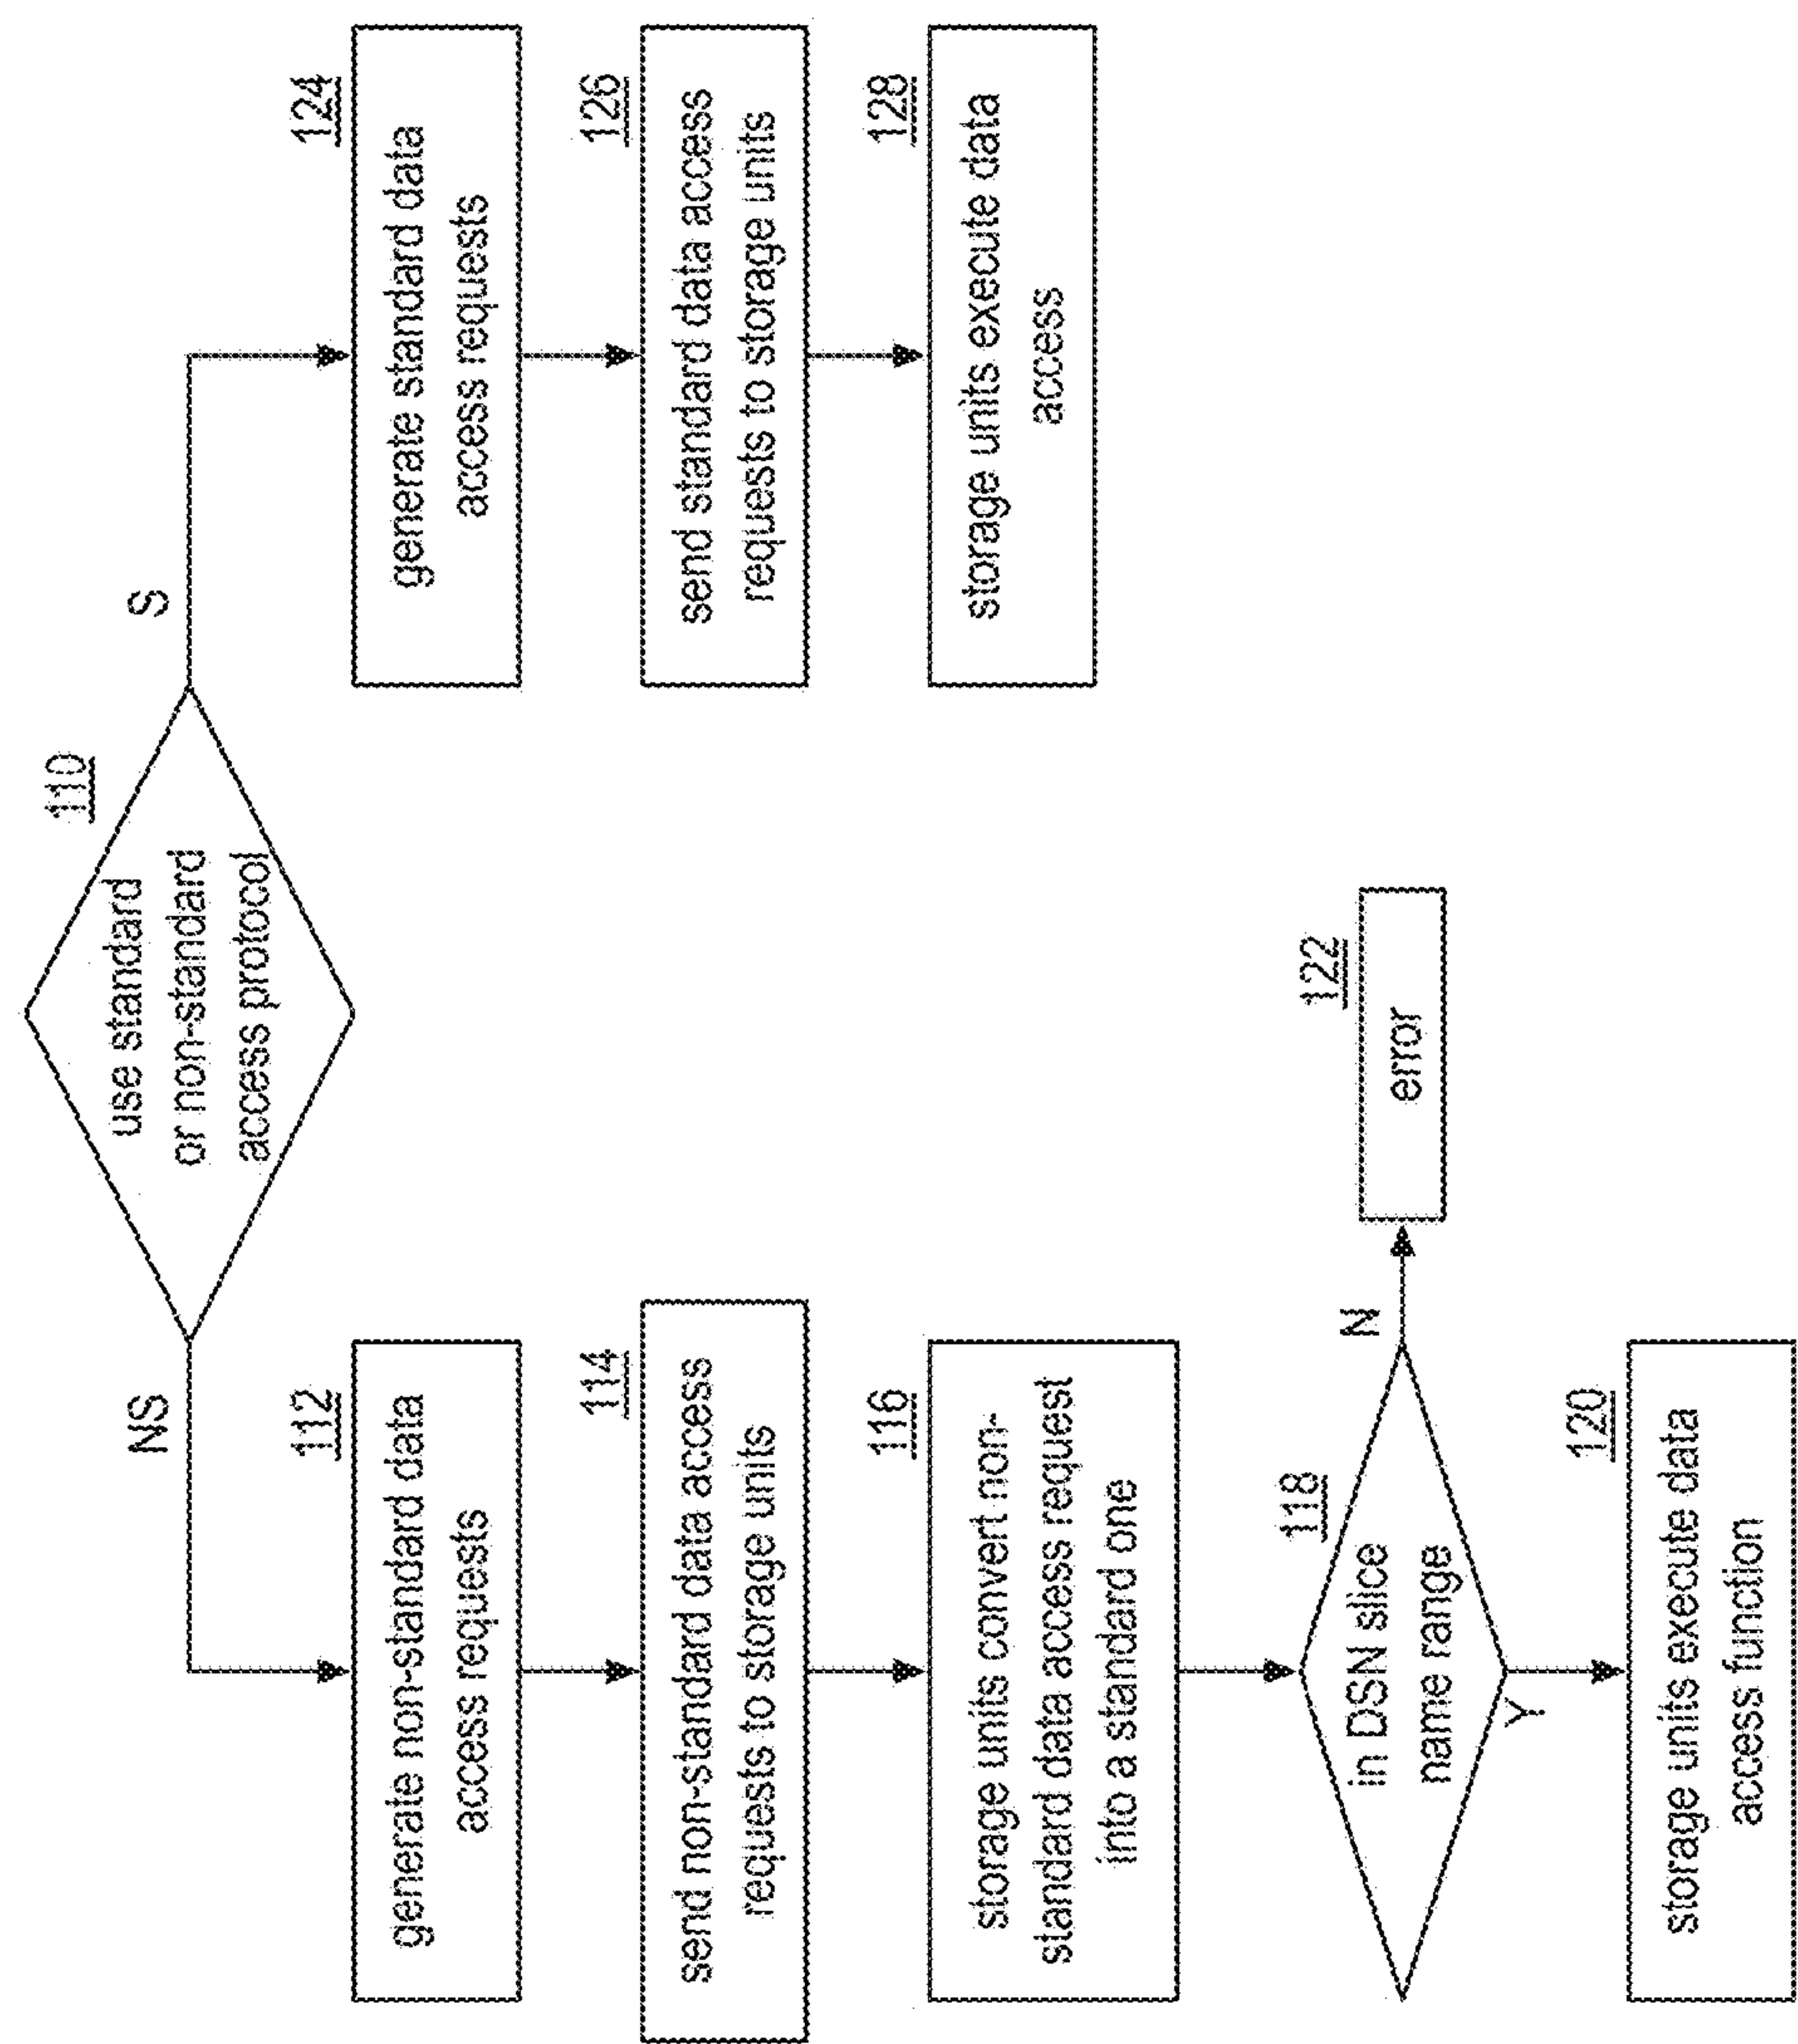 110
use standard
or non-standard
access protocol
NS
S
112
generate non-standard data
access requests
114
send non-standard data access
requests to storage units
116
storage units convert non-
standard data access request
into a standard one
118
in DSN slice
name range
N
122
error
Y
120
storage units execute data
access function
124
generate standard data
access requests
126
send standard data access
requests to storage units
128
storage units execute data
access